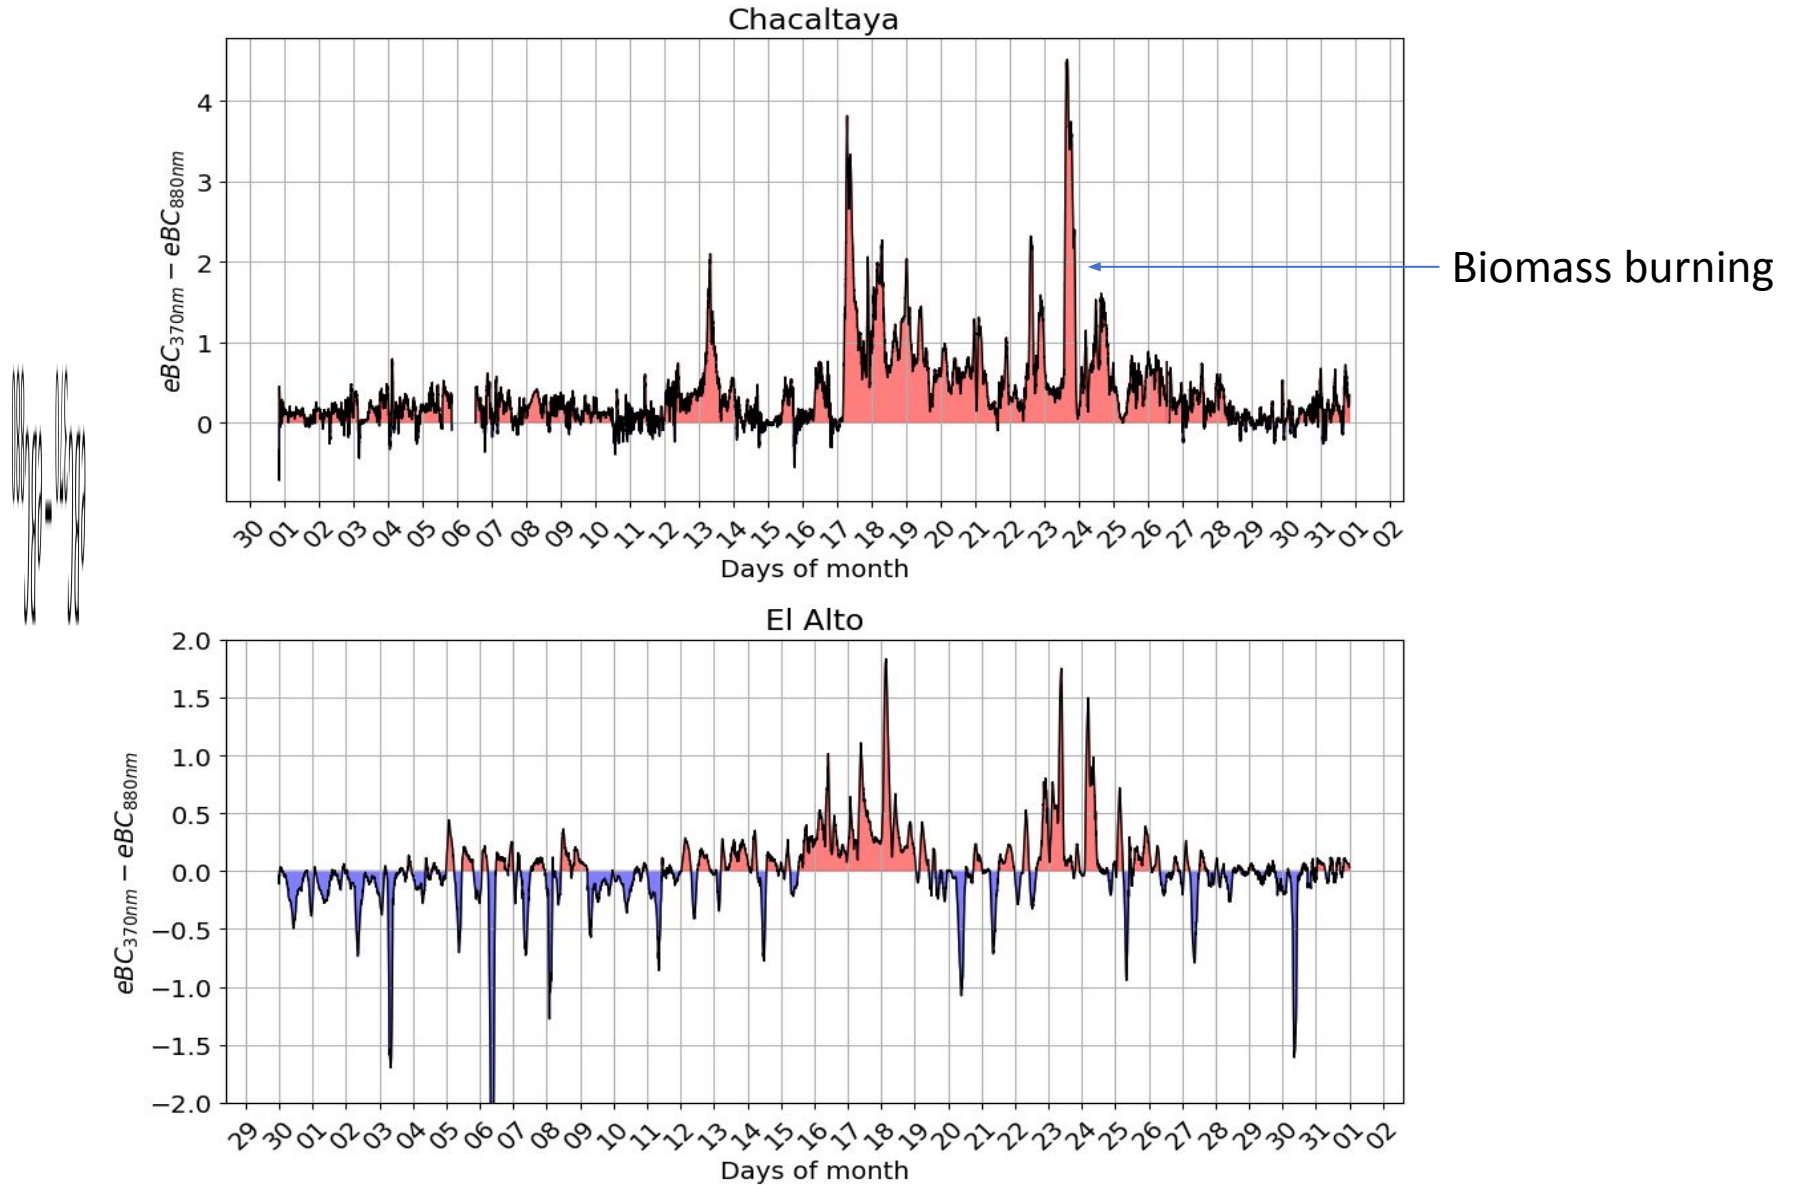 Chacaltaya
4
3
2
1
0
eBC370nm − eBC880nm
30 01 02 03 04 05 06 07 08 09 10 11 12 13 14 15 16 17 18 19 20 21 22 23 24 25 26 27 28 29 30 31 01 02
Days of month
Biomass burning
El Alto
2.0
1.5
1.0
0.5
0.0
−0.5
−1.0
−1.5
−2.0
eBC370nm − eBC880nm
29 30 01 02 03 04 05 06 07 08 09 10 11 12 13 14 15 16 17 18 19 20 21 22 23 24 25 26 27 28 29 30 31 01 02
Days of month